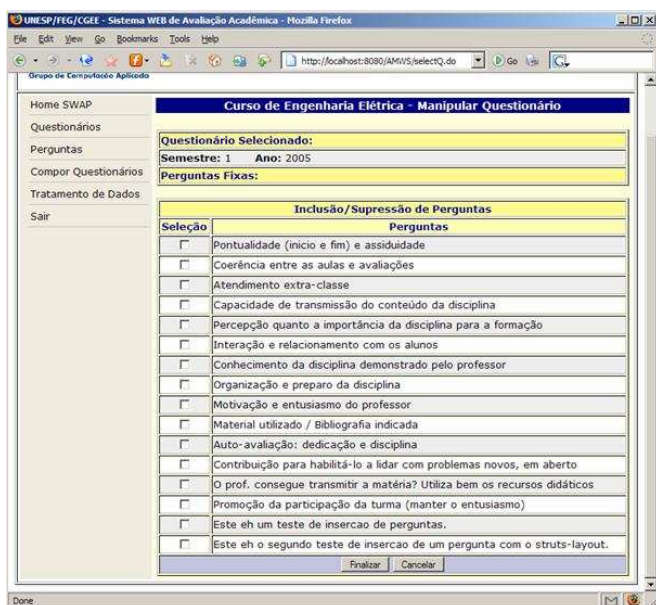 UNESP/FEG/CGEE - Sistema WEB de Avaliação Acadêmica - Mozilla Firefox
File Edit View Go Bookmarks Tools Help
http://localhost:8080/AMWS/selectQ.do Go
Grupo de Computação Aplicada
Home SWAP
Questionários
Perguntas
Compor Questionários
Tratamento de Dados
Sair
Curso de Engenharia Elétrica - Manipular Questionário
Questionário Selecionado:
Semestre: 1 Ano: 2005
Perguntas Fixas:
Inclusão/Supressão de Perguntas
Seleção Perguntas
Pontualidade (inicio e fim) e assiduidade
Coerência entre as aulas e avaliações
Atendimento extra-classe
Capacidade de transmissão do conteúdo da disciplina
Percepção quanto a importância da disciplina para a formação
Interação e relacionamento com os alunos
Conhecimento da disciplina demonstrado pelo professor
Organização e preparo da disciplina
Motivação e entusiasmo do professor
Material utilizado / Bibliografia indicada
Auto-avaliação: dedicação e disciplina
Contribuição para habilitá-lo a lidar com problemas novos, em aberto
O prof. consegue transmitir a matéria? Utiliza bem os recursos didáticos
Promoção da participação da turma (manter o entusiasmo)
Este eh um teste de insercao de perguntas.
Este eh o segundo teste de insercao de um pergunta com o struts-layout.
Finalizar Cancelar
Done